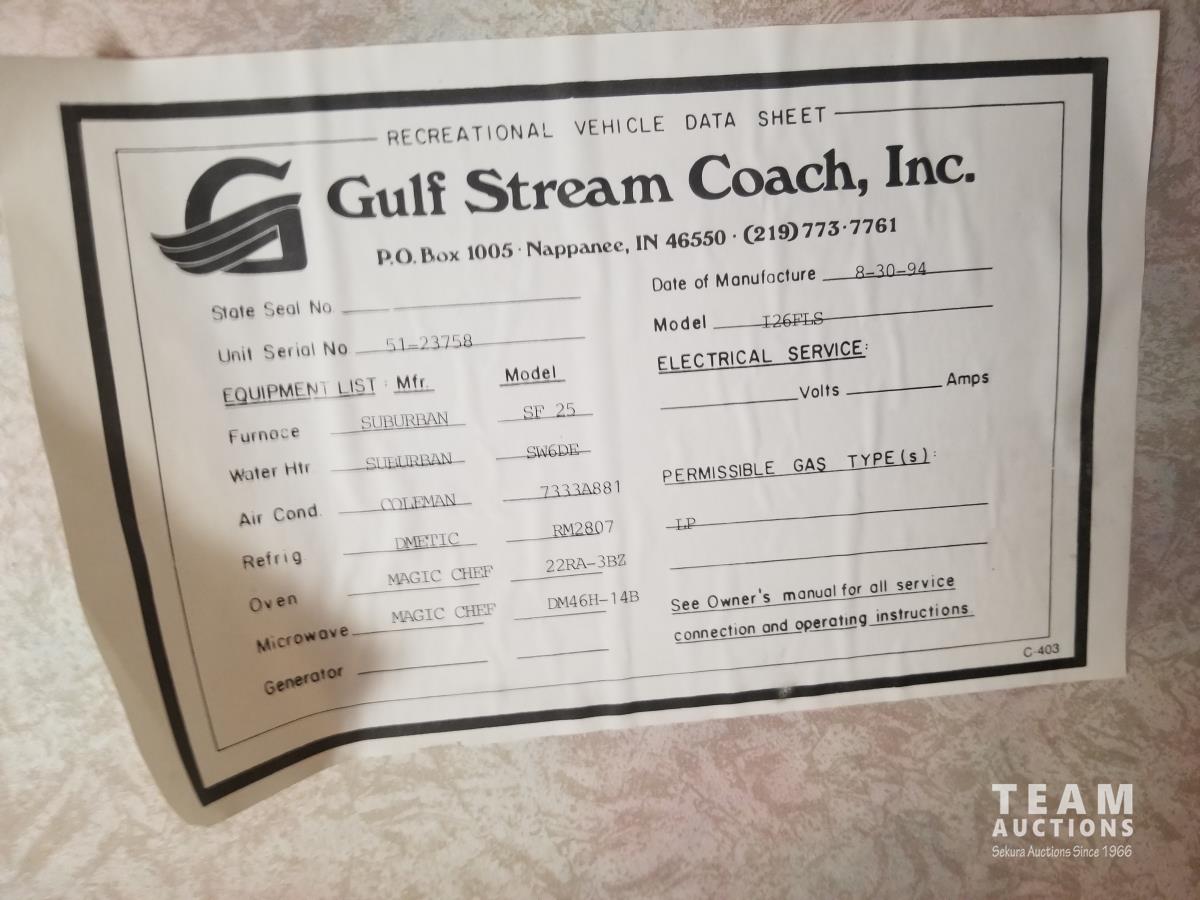 RECREATIONAL VEHICLE DATA SHEET
Gulf Stream Coach, Inc.
P.O. Box 1005 · Nappanee, IN 46550 · (219) 773·7761
State Seal No.
Unit Serial No. 51-23758
EQUIPMENT LIST: Mfr. Model
Furnace SUBURBAN SF 25
Water Htr SUBURBAN SW6DE
Air Cond. COLEMAN 7333A881
Refrig. DMETIC RM2807
Oven MAGIC CHEF 22RA-3BZ
Microwave MAGIC CHEF DM46H-14B
Generator
Date of Manufacture 8-30-94
Model I26FLS
ELECTRICAL SERVICE:
Volts Amps
PERMISSIBLE GAS TYPE(s):
LP
See Owner's manual for all service
connection and operating instructions.
C-403
TEAM
AUCTIONS
Sekura Auctions Since 1966